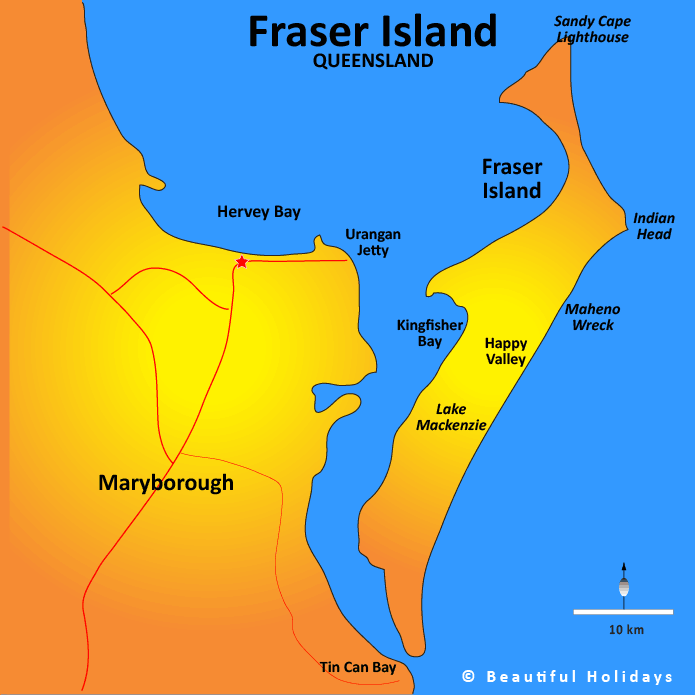 Fraser Island
QUEENSLAND
Sandy Cape
Lighthouse
Fraser
Island
Hervey Bay
Urangan
Jetty
Indian
Head
Kingfisher
Bay
Maheno
Wreck
Happy
Valley
Lake
Mackenzie
Maryborough
10 km
Tin Can Bay
© Beautiful Holidays